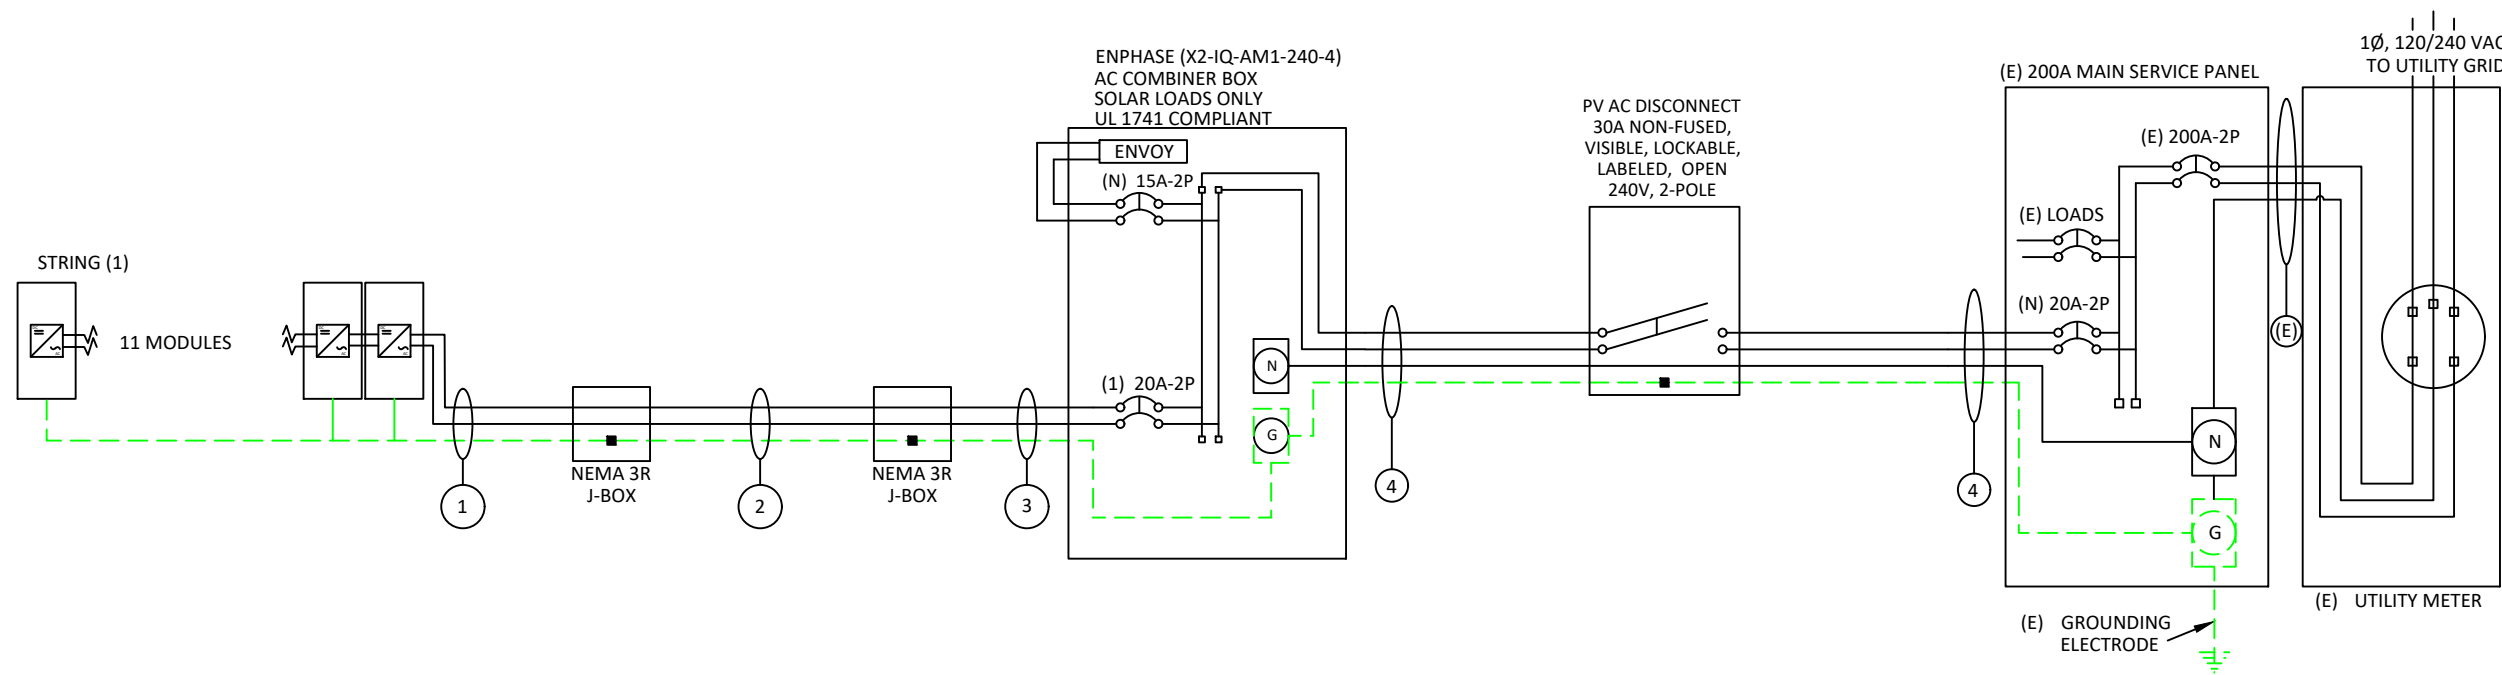 ENPHASE (X2-IQ-AM1-240-4)
AC COMBINER BOX
SOLAR LOADS ONLY
UL 1741 COMPLIANT
ENVOY
(N) 15A-2P
(1) 20A-2P
N
G
STRING (1)
11 MODULES
1
NEMA 3R
J-BOX
2
NEMA 3R
J-BOX
3
4
PV AC DISCONNECT
30A NON-FUSED,
VISIBLE, LOCKABLE,
LABELED, OPEN
240V, 2-POLE
4
(E) 200A MAIN SERVICE PANEL
(E) 200A-2P
(E) LOADS
(N) 20A-2P
N
G
(E)
1Ø, 120/240 VAC
TO UTILITY GRID
(E) UTILITY METER
(E) GROUNDING
ELECTRODE